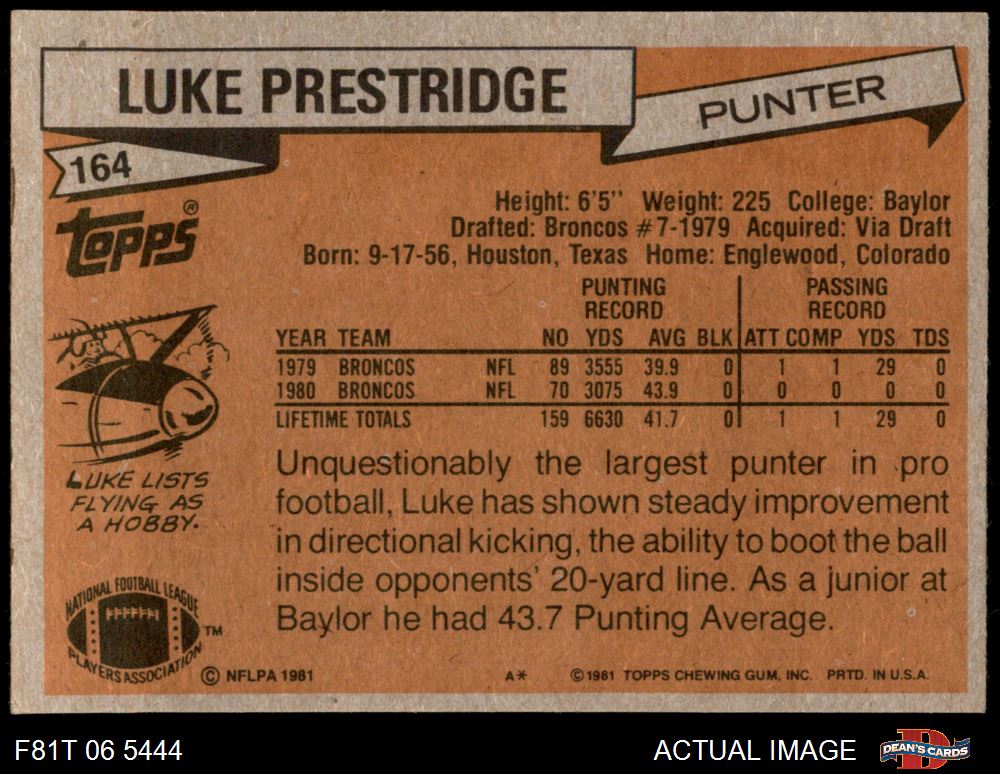 LUKE PRESTRIDGE
PUNTER
164
Topps®
Height: 6'5" Weight: 225 College: Baylor
Drafted: Broncos #7-1979 Acquired: Via Draft
Born: 9-17-56, Houston, Texas Home: Englewood, Colorado
PUNTING RECORD PASSING RECORD
YEAR TEAM NO YDS AVG BLK ATT COMP YDS TDS
1979 BRONCOS NFL 89 3555 39.9 0 1 1 29 0
1980 BRONCOS NFL 70 3075 43.9 0 0 0 0 0
LIFETIME TOTALS 159 6630 41.7 0 1 1 29 0
LUKE LISTS
FLYING AS
A HOBBY.
Unquestionably the largest punter in pro
football, Luke has shown steady improvement
in directional kicking, the ability to boot the ball
inside opponents' 20-yard line. As a junior at
Baylor he had 43.7 Punting Average.
NATIONAL FOOTBALL LEAGUE
PLAYERS ASSOCIATION
TM
© NFLPA 1981
A*
© 1981 TOPPS CHEWING GUM, INC. PRTD. IN U.S.A.
F81T 06 5444
ACTUAL IMAGE
DEAN'S CARDS